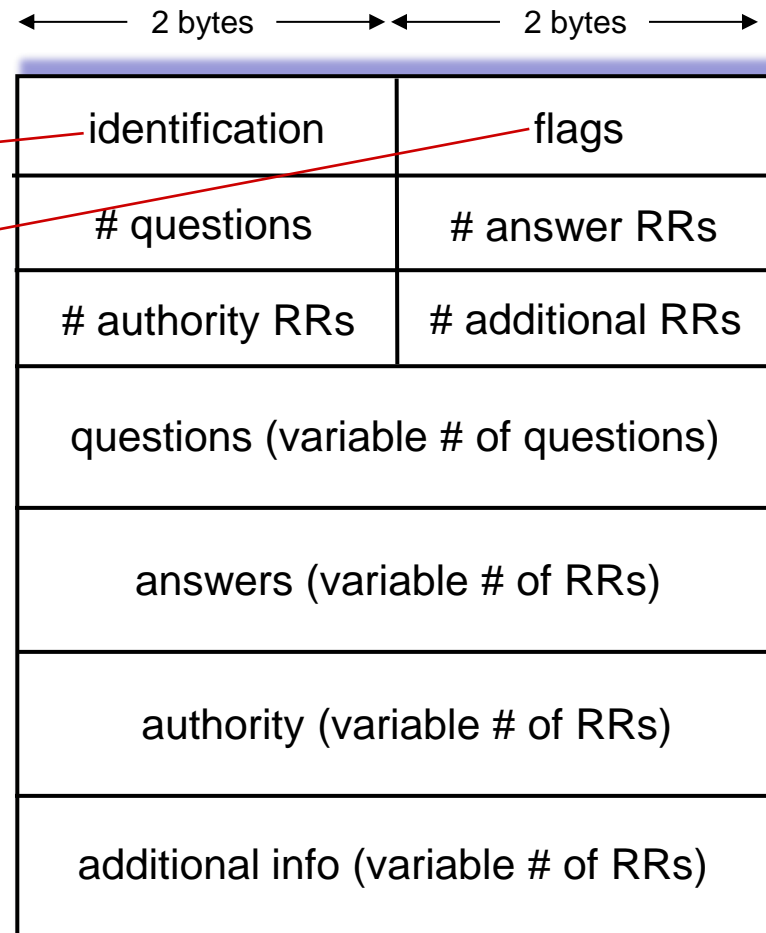 2 bytes 2 bytes
identification flags
# questions # answer RRs
# authority RRs # additional RRs
questions (variable # of questions)
answers (variable # of RRs)
authority (variable # of RRs)
additional info (variable # of RRs)